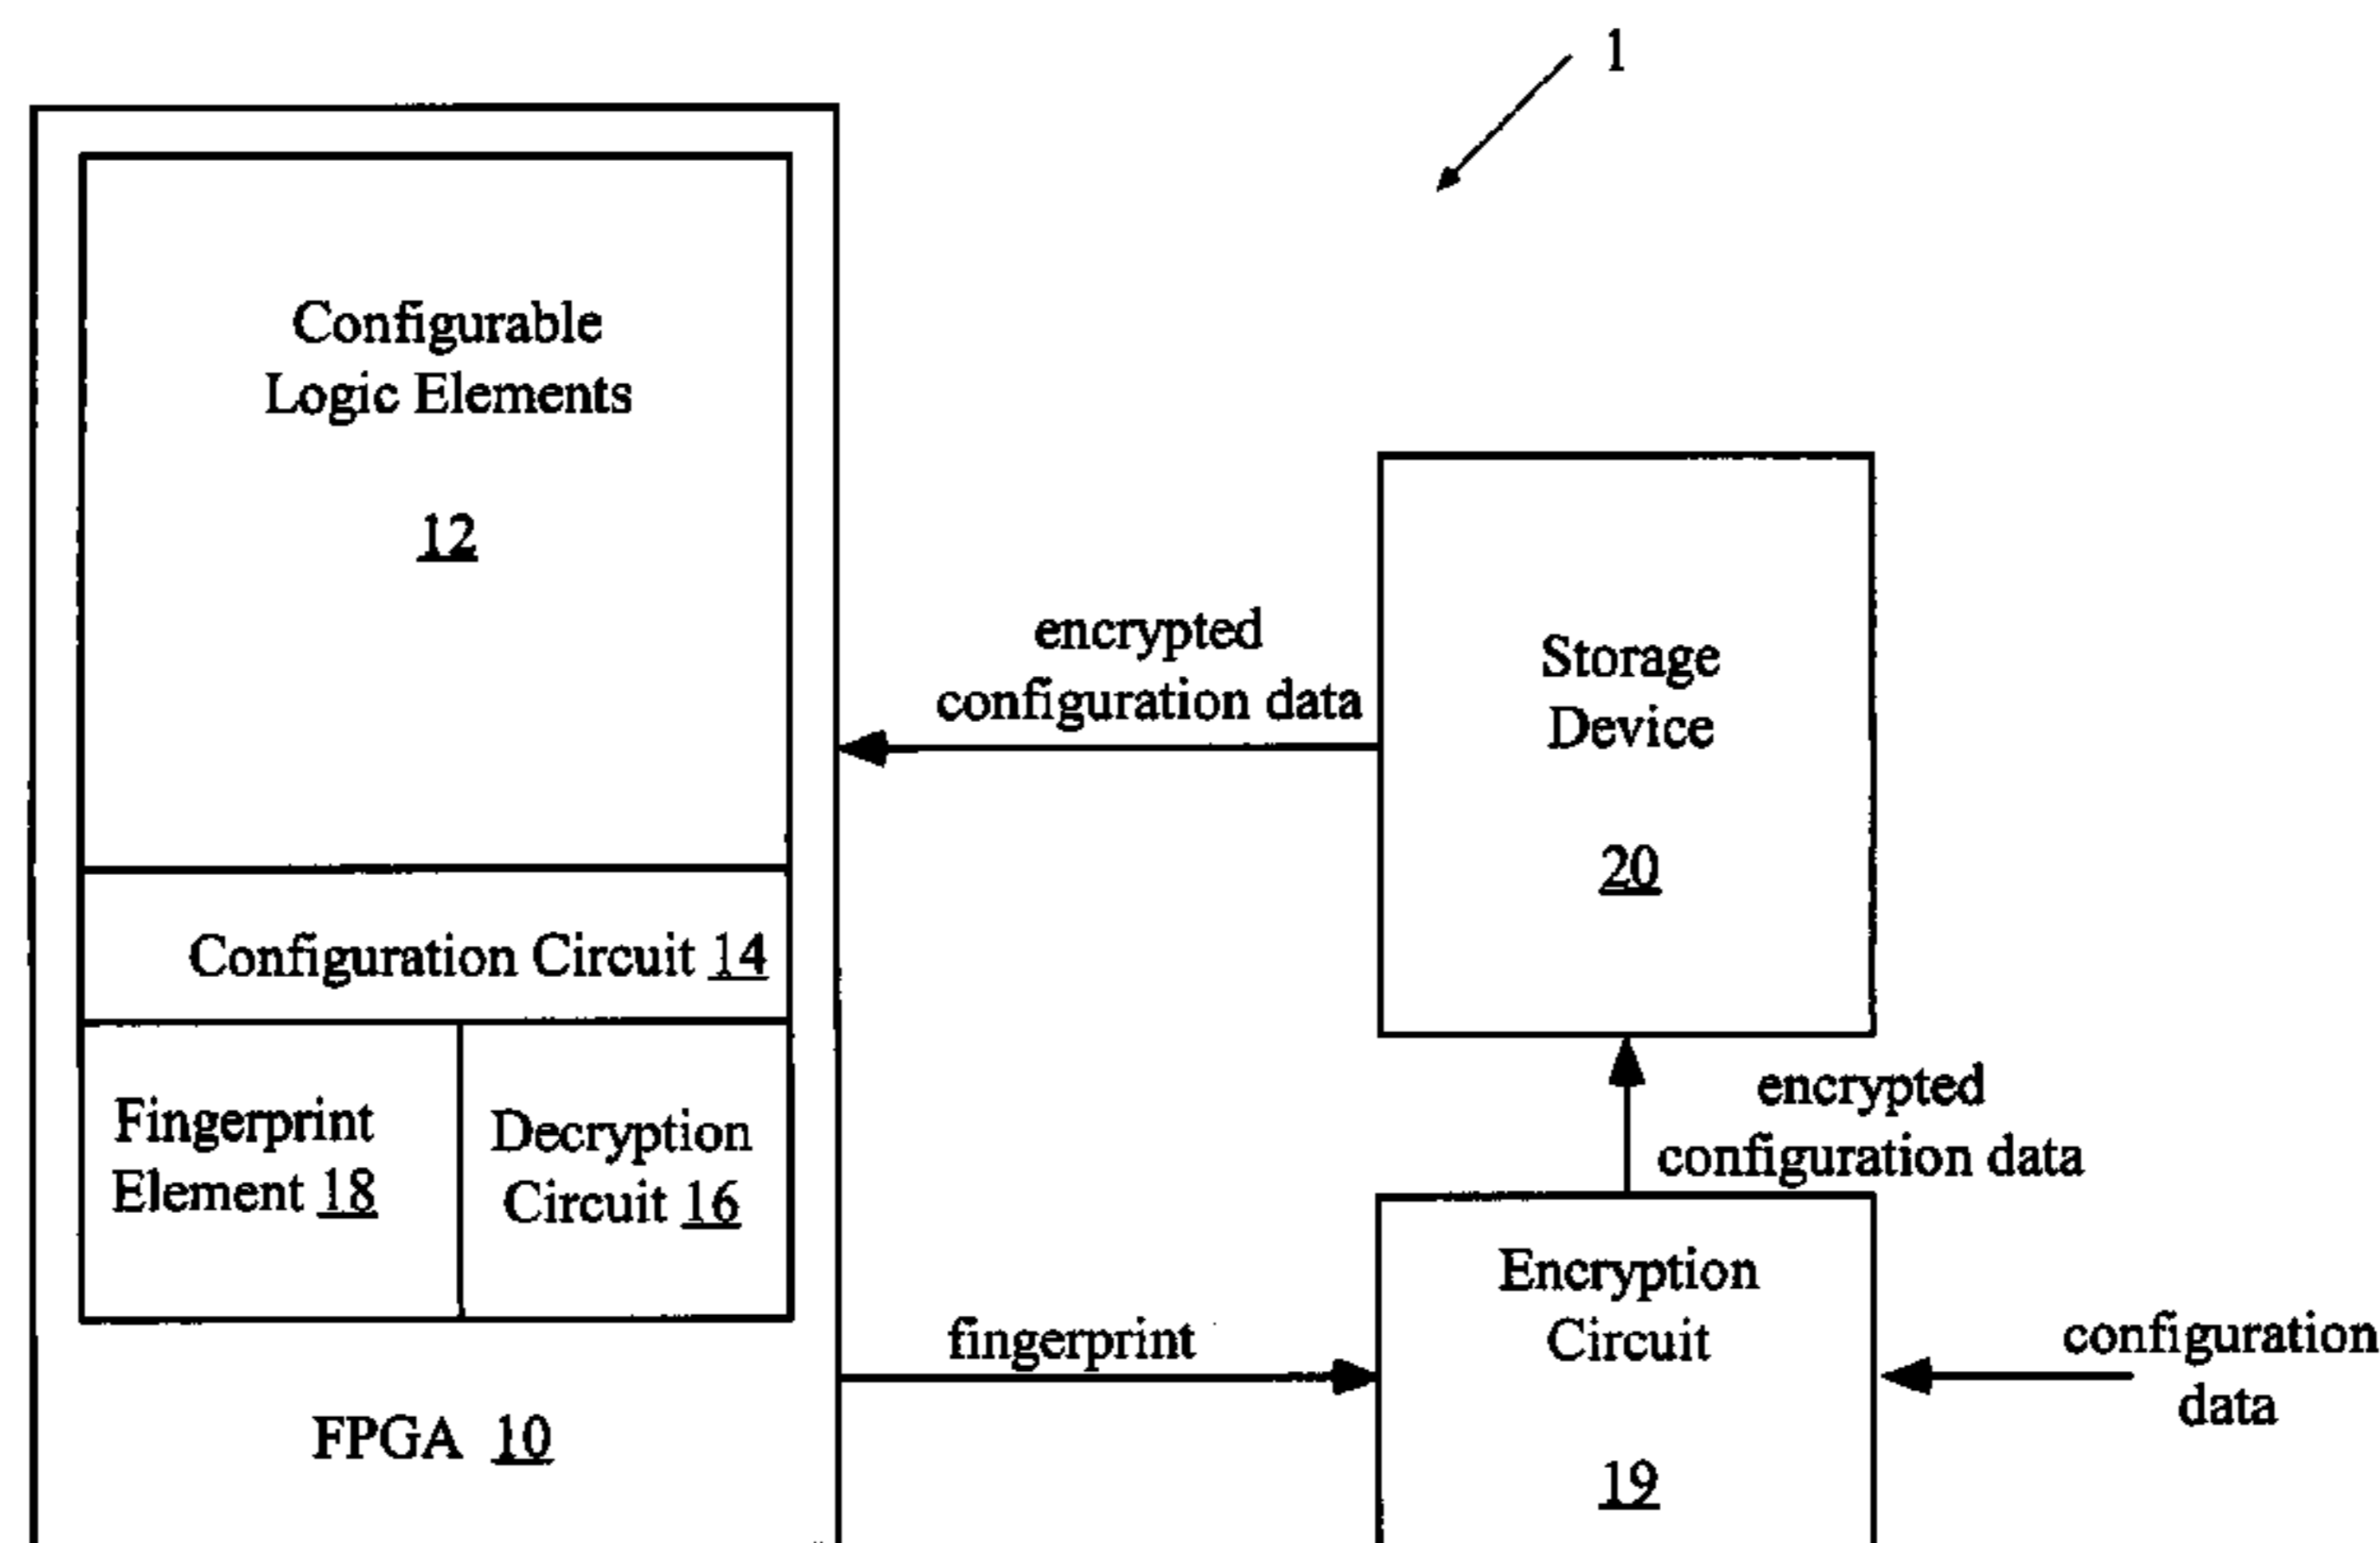 1
Configurable
Logic Elements
12
encrypted
configuration data
Storage
Device
20
Configuration Circuit 14
Fingerprint
Element 18
Decryption
Circuit 16
encrypted
configuration data
Encryption
Circuit
19
fingerprint
configuration
data
FPGA 10